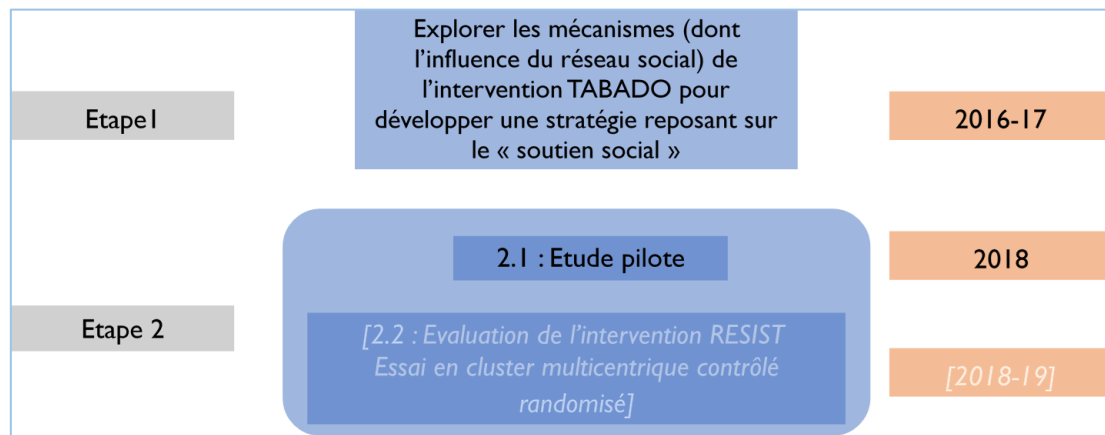 Explorer les mécanismes (dont
l’influence du réseau social) de
l’intervention TABADO pour
développer une stratégie reposant sur
le « soutien social »
Etape1
2016-17
2.1 : Etude pilote
2018
Etape 2
[2.2 : Evaluation de l’intervention RESIST
Essai en cluster multicentrique contrôlé
randomisé]
[2018-19]